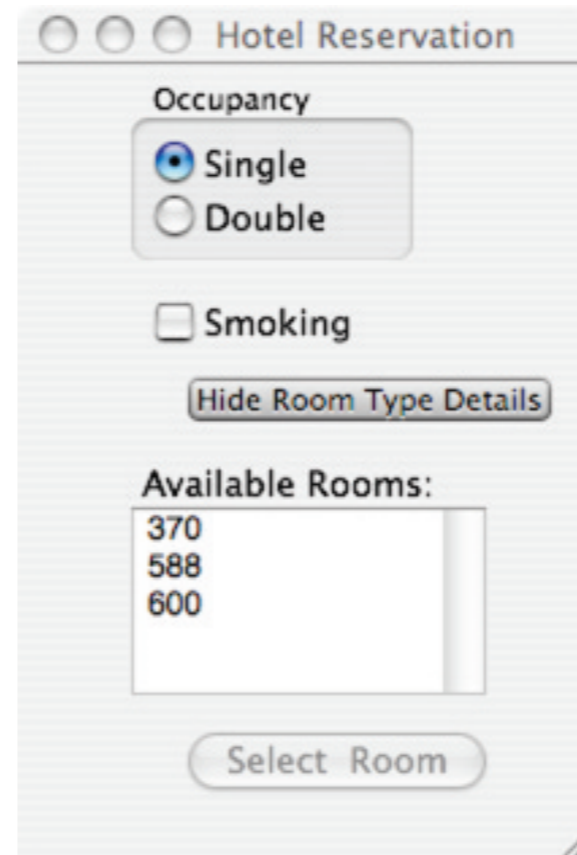 Hotel Reservation
Occupancy
Single
Double
Smoking
Hide Room Type Details
Available Rooms:
370
588
600
Select Room